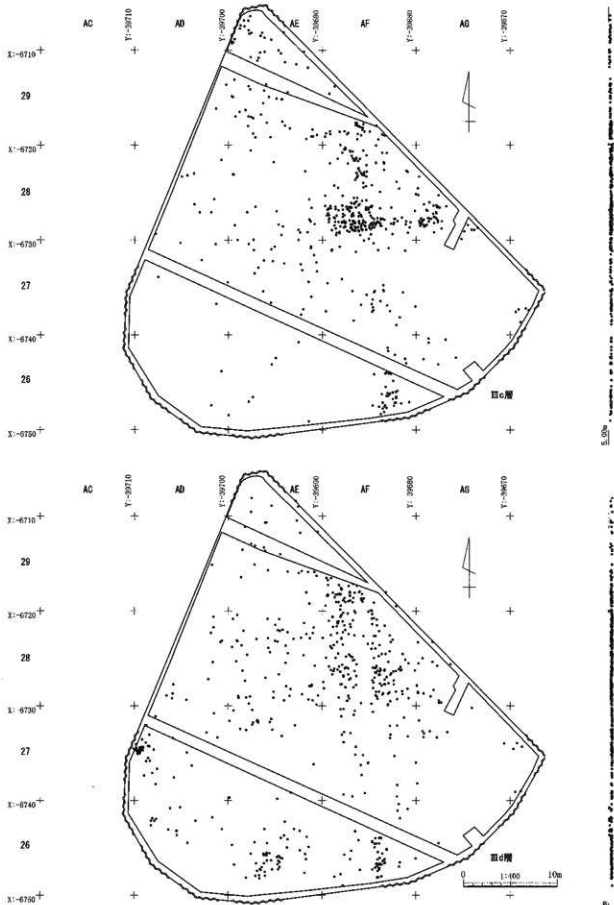 AC AD AE AF AG
Y:-39710 Y:-39700 Y:-39690 Y:-39680 Y:-39670
X:-6710
29
X:-6720
28
X:-6730
27
X:-6740
26
Ⅲc層
X:-6750
5.00m
AC AD AE AF AG
Y:-39710 Y:-39700 Y:-39690 Y:-39680 Y:-39670
X:-6710
29
X:-6720
28
X:-6730
27
X:-6740
26
Ⅲd層
0 1:400 10m
X:-6750